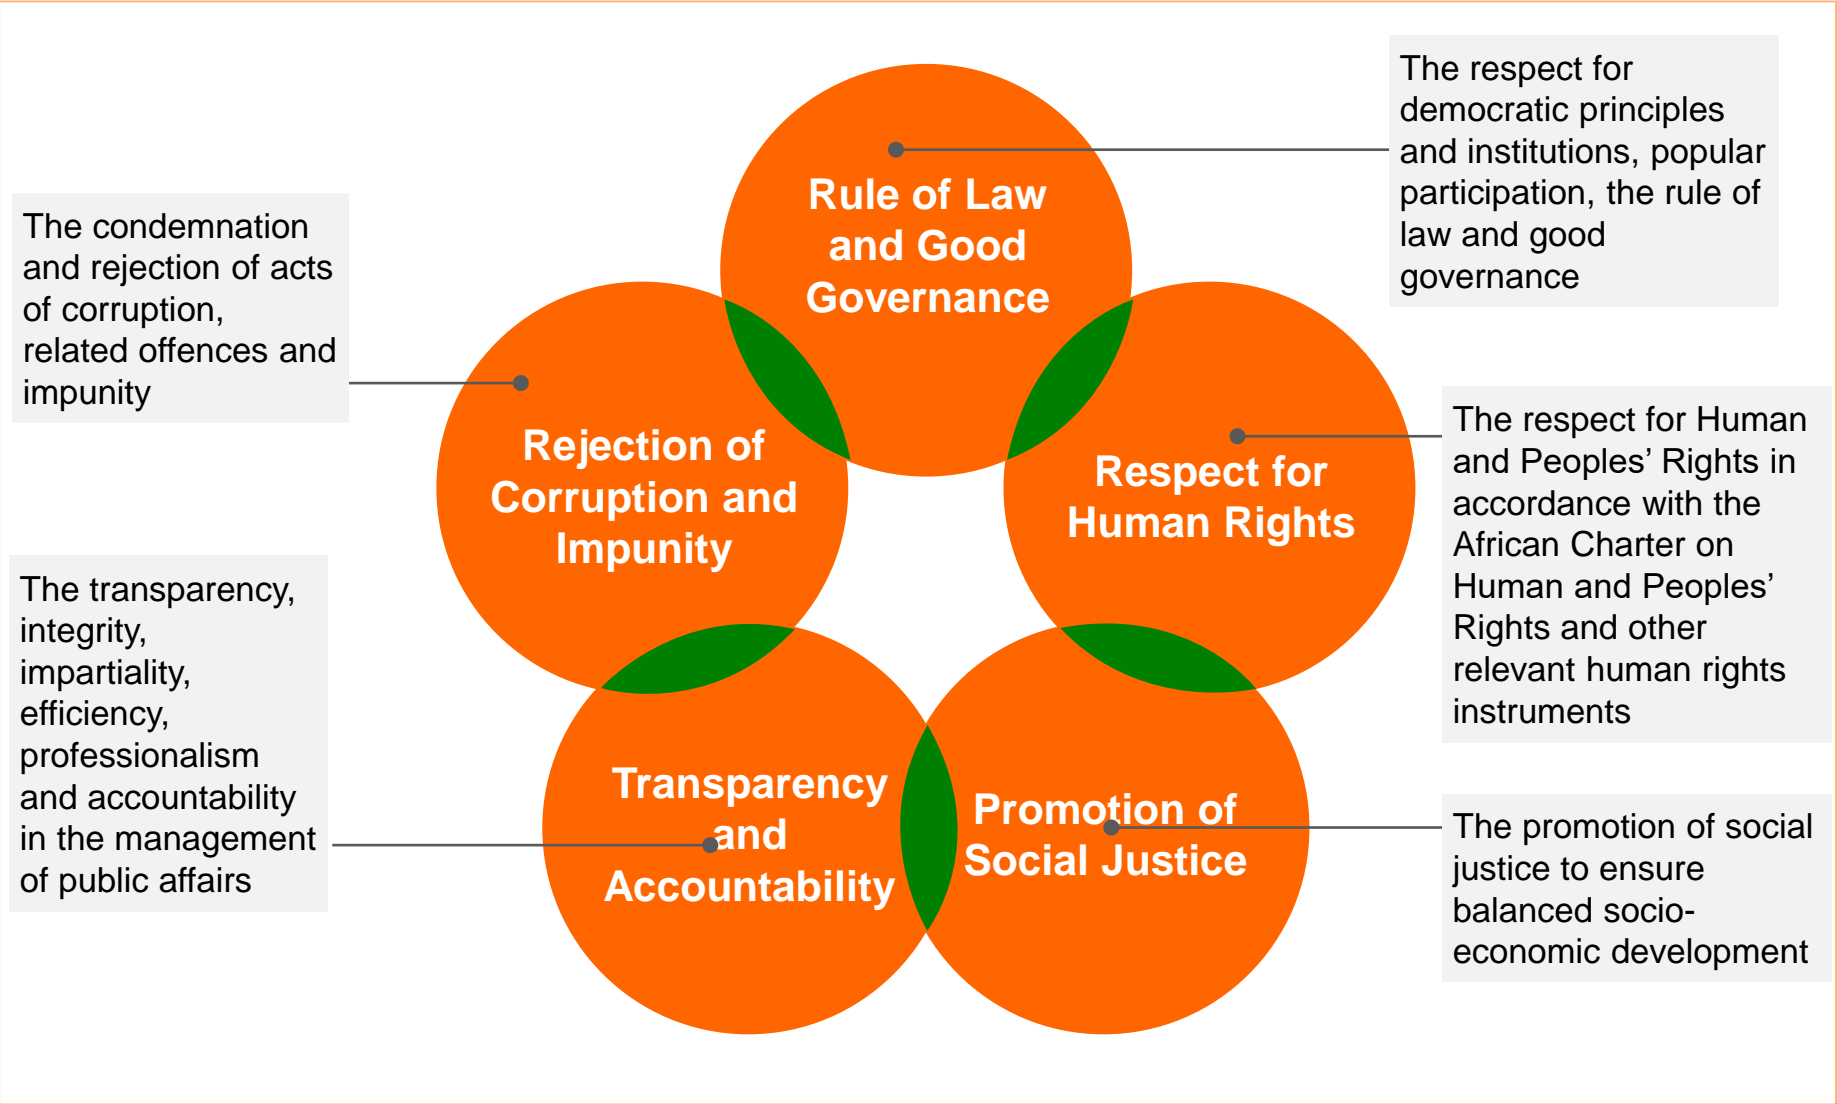 The respect for
democratic principles
and institutions, popular
participation, the rule of
law and good
governance
Rule of Law
and Good
Governance
The condemnation
and rejection of acts
of corruption,
related offences and
impunity
Rejection of
Corruption and
Impunity
Respect for
Human Rights
The respect for Human
and Peoples’ Rights in
accordance with the
African Charter on
Human and Peoples’
Rights and other
relevant human rights
instruments
The transparency,
integrity,
impartiality,
efficiency,
professionalism
and accountability
in the management
of public affairs
Transparency
and
Accountability
Promotion of
Social Justice
The promotion of social
justice to ensure
balanced socio-
economic development